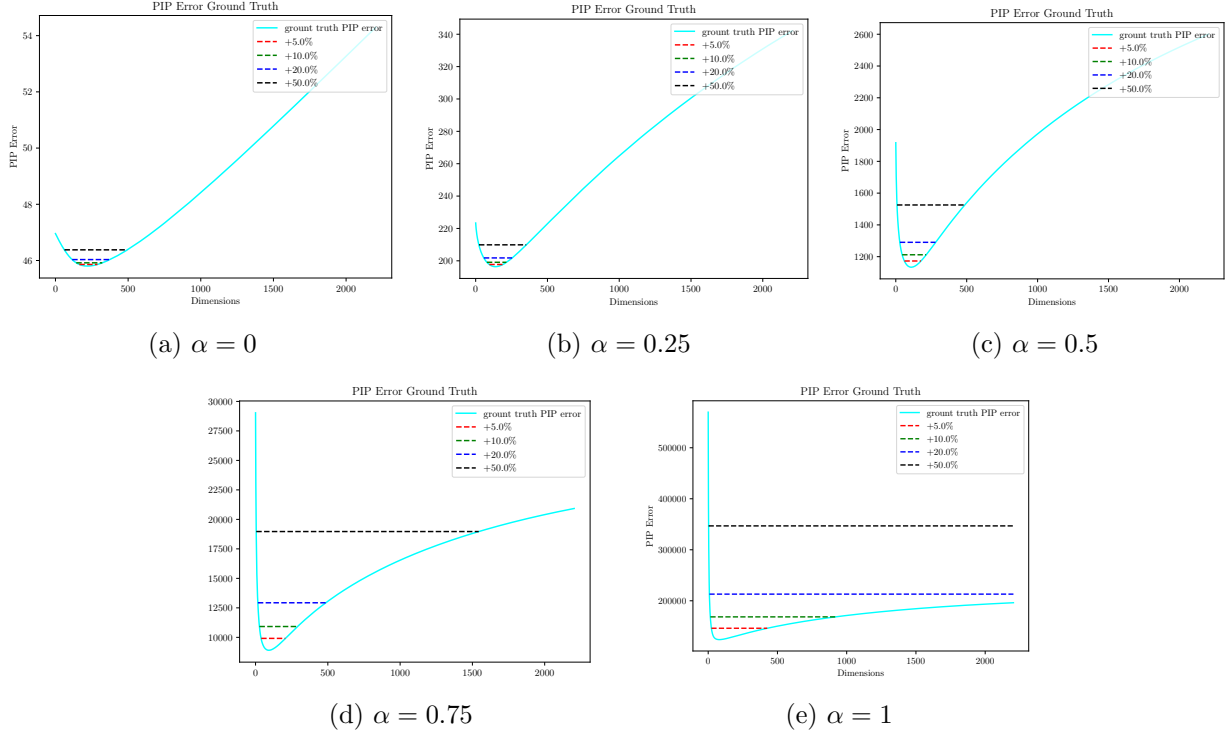 PIP Error Ground Truth
grount truth PIP error
+5.0%
+10.0%
+20.0%
+50.0%
54
52
50
48
46
PIP Error
0 500 1000 1500 2000
Dimensions
(a) α = 0
PIP Error Ground Truth
grount truth PIP error
+5.0%
+10.0%
+20.0%
+50.0%
340
320
300
280
260
240
220
200
PIP Error
0 500 1000 1500 2000
Dimensions
(b) α = 0.25
PIP Error Ground Truth
grount truth PIP error
+5.0%
+10.0%
+20.0%
+50.0%
2600
2400
2200
2000
1800
1600
1400
1200
PIP Error
0 500 1000 1500 2000
Dimensions
(c) α = 0.5
PIP Error Ground Truth
grount truth PIP error
+5.0%
+10.0%
+20.0%
+50.0%
30000
27500
25000
22500
20000
17500
15000
12500
10000
0 500 1000 1500 2000
(d) α = 0.75
PIP Error Ground Truth
grount truth PIP error
+5.0%
+10.0%
+20.0%
+50.0%
500000
400000
300000
200000
PIP Error
0 500 1000 1500 2000
Dimensions
(e) α = 1